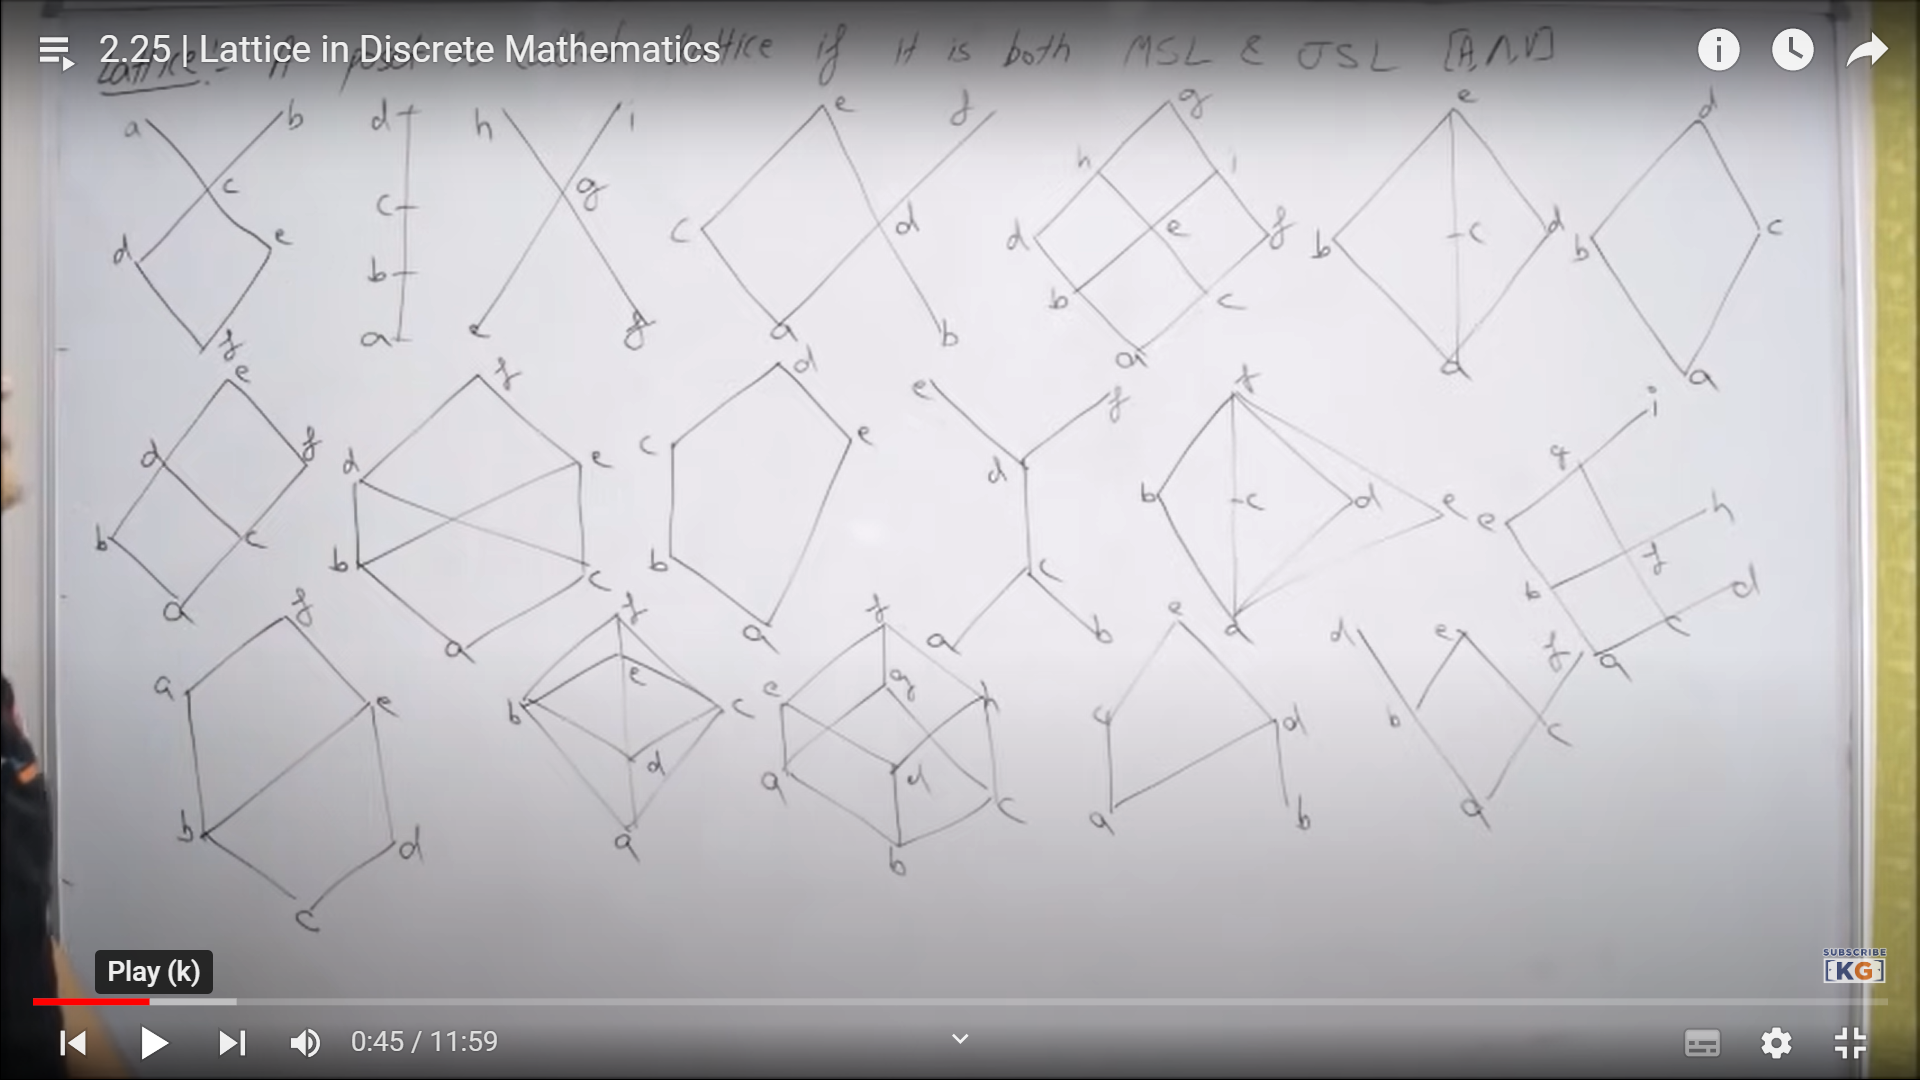 2.25 | Lattice in Discrete Mathematics
Lattice:- A poset lattice if it is both MSL & JSL [A, Λ, V]
a b d h i e f g e d
c g h i
c c d d e f b c d b c
d e b
a e f a b b c
f a a a
e f d e f f i
d f d e c e d g
b c b c b c b c d e e h
a a a a b a b f d
f f f e d e f c a
a e b e c e g h c d b c
b d d a d c
c a b a b a
SUBSCRIBE
KG
Play (k)
0:45 / 11:59